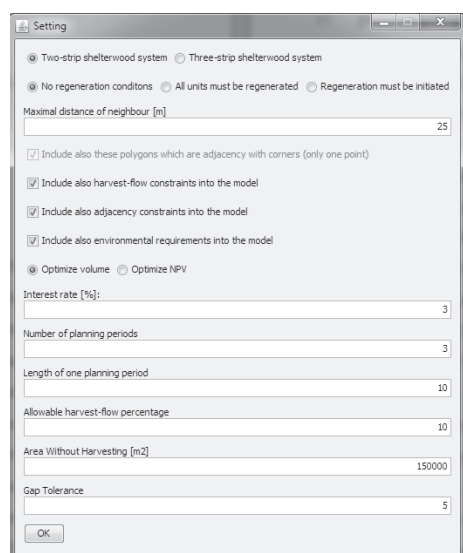 Setting
Two-strip shelterwood system Three-strip shelterwood system
No regeneration conditons All units must be regenerated Regeneration must be initiated
Maximal distance of neighbour [m]
25
Include also these polygons which are adjacency with corners (only one point)
Include also harvest-flow constraints into the model
Include also adjacency constraints into the model
Include also environmental requirements into the model
Optimize volume Optimize NPV
Interest rate [%]:
3
Number of planning periods
3
Length of one planning period
10
Allowable harvest-flow percentage
10
Area Without Harvesting [m2]
150000
Gap Tolerance
5
OK